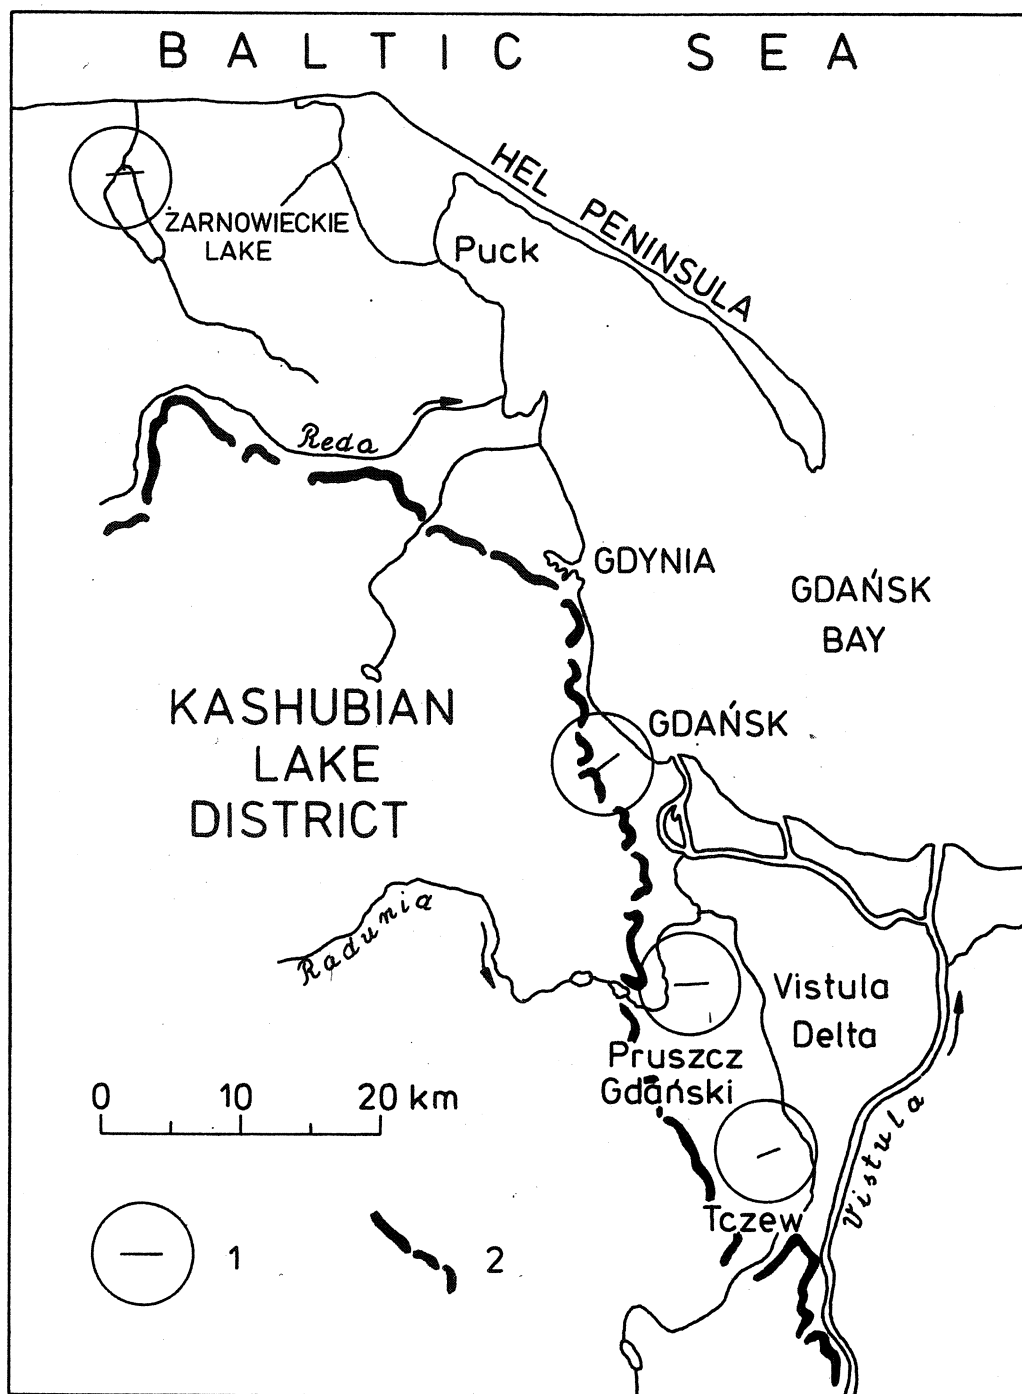 BALTIC SEA
HEL PENINSULA
ŻARNOWIECKIE
LAKE
Puck
Reda
GDYNIA
GDAŃSK
BAY
KASHUBIAN
LAKE
DISTRICT
GDAŃSK
Radunia
Vistula
Delta
Pruszcz
Gdański
0 10 20 km
Vistula
Tczew
1
2